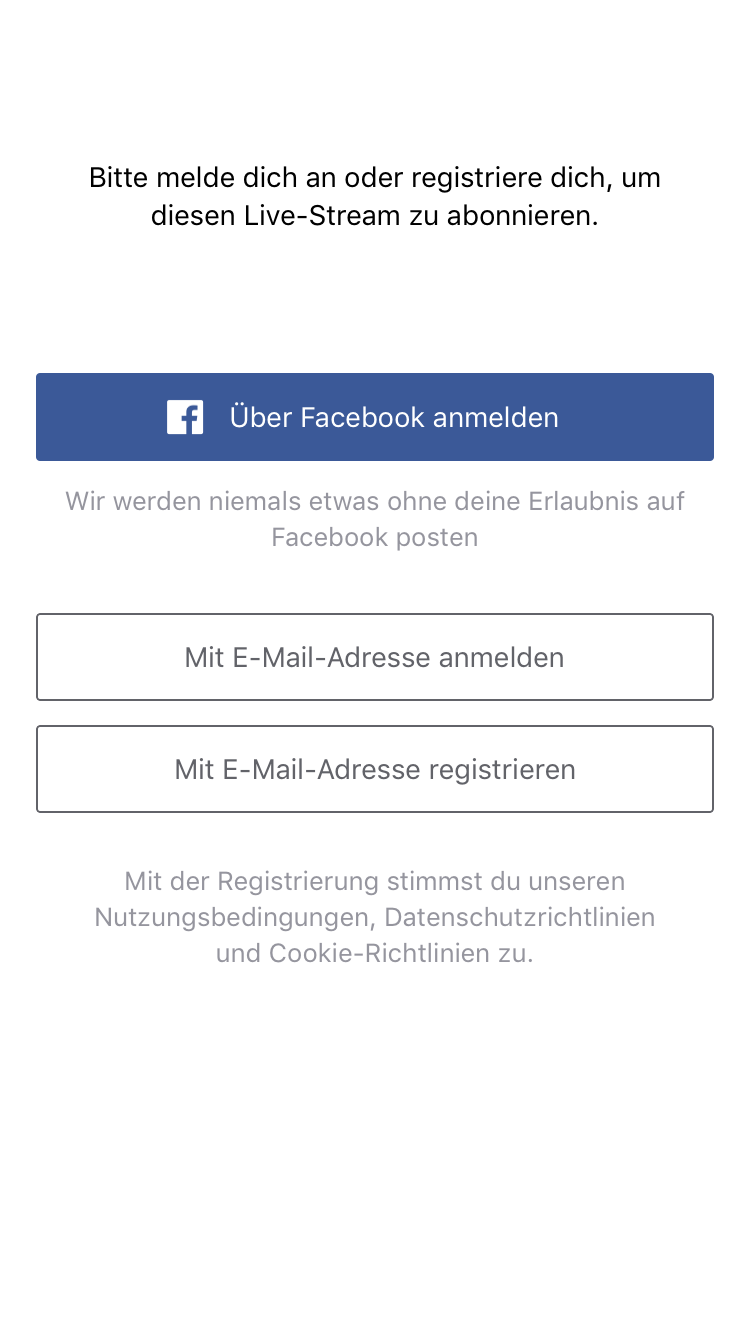 Bitte melde dich an oder registriere dich, um
diesen Live-Stream zu abonnieren.
Über Facebook anmelden
Wir werden niemals etwas ohne deine Erlaubnis auf
Facebook posten
Mit E-Mail-Adresse anmelden
Mit E-Mail-Adresse registrieren
Mit der Registrierung stimmst du unseren
Nutzungsbedingungen, Datenschutzrichtlinien
und Cookie-Richtlinien zu.